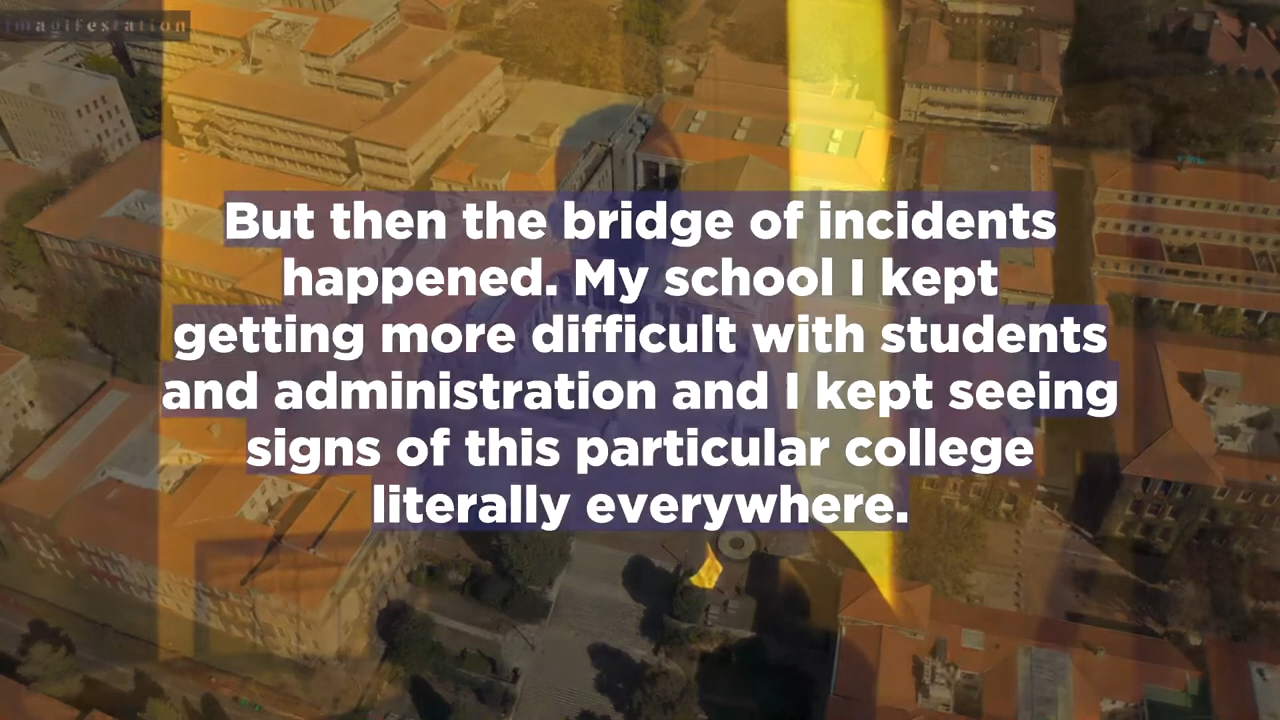 imagifestation
But then the bridge of incidents
happened. My school I kept
getting more difficult with students
and administration and I kept seeing
signs of this particular college
literally everywhere.